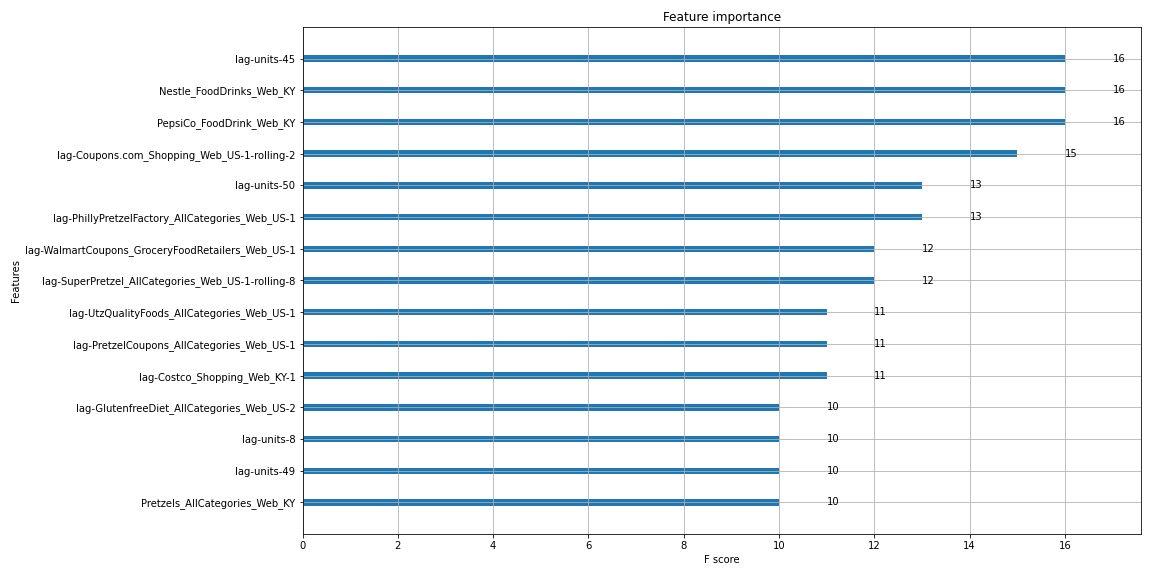 Feature importance
Features
lag-units-45 16
Nestle_FoodDrinks_Web_KY 16
PepsiCo_FoodDrink_Web_KY 16
lag-Coupons.com_Shopping_Web_US-1-rolling-2 15
lag-units-50 13
lag-PhillyPretzelFactory_AllCategories_Web_US-1 13
lag-WalmartCoupons_GroceryFoodRetailers_Web_US-1 12
lag-SuperPretzel_AllCategories_Web_US-1-rolling-8 12
lag-UtzQualityFoods_AllCategories_Web_US-1 11
lag-PretzelCoupons_AllCategories_Web_US-1 11
lag-Costco_Shopping_Web_KY-1 11
lag-GlutenfreeDiet_AllCategories_Web_US-2 10
lag-units-8 10
lag-units-49 10
Pretzels_AllCategories_Web_KY 10
0 2 4 6 8 10 12 14 16
F score